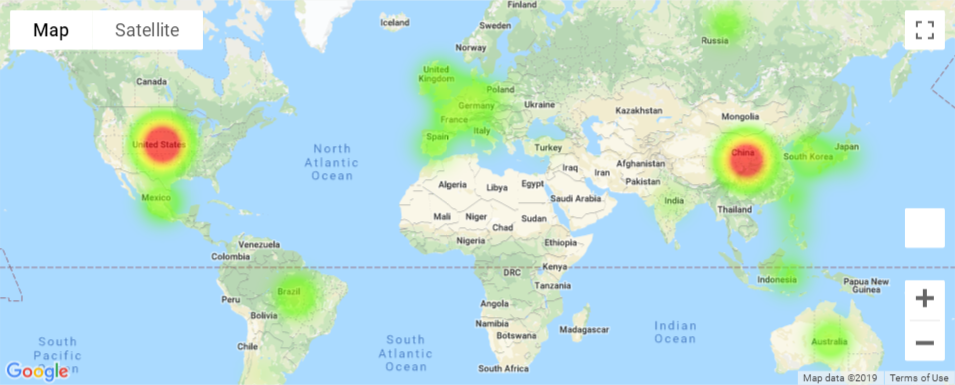 Map
Satellite
Iceland
Finland
Sweden
Norway
Russia
Canada
United
Kingdom
Poland
Germany
Ukraine
France
Kazakhstan
Mongolia
Spain
Italy
Turkey
United States
North
Atlantic
Ocean
China
South Korea
Japan
Iraq
Iran
Afghanistan
Pakistan
Algeria
Libya
Egypt
Saudi Arabia
India
Mexico
Mali
Niger
Sudan
Chad
Thailand
Venezuela
Colombia
Nigeria
Ethiopia
DRC
Kenya
Tanzania
Indonesia
Papua New
Guinea
Brazil
Peru
Bolivia
Angola
Namibia
Botswana
Madagascar
Indian
Ocean
Australia
Chile
South
Pacific
Ocean
South
Atlantic
Ocean
South Africa
Google
Map data ©2019
Terms of Use